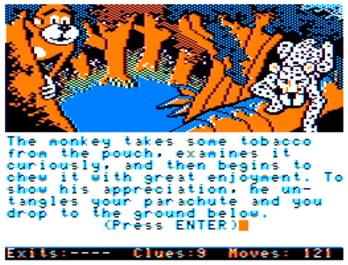 The monkey takes some tobacco
from the pouch, examines it
curiously, and then begins to
chew it with great enjoyment. To
show his appreciation, he un-
tangles your parachute and you
drop to the ground below.
(Press ENTER)
Exits:---- Clues:9 Moves: 121